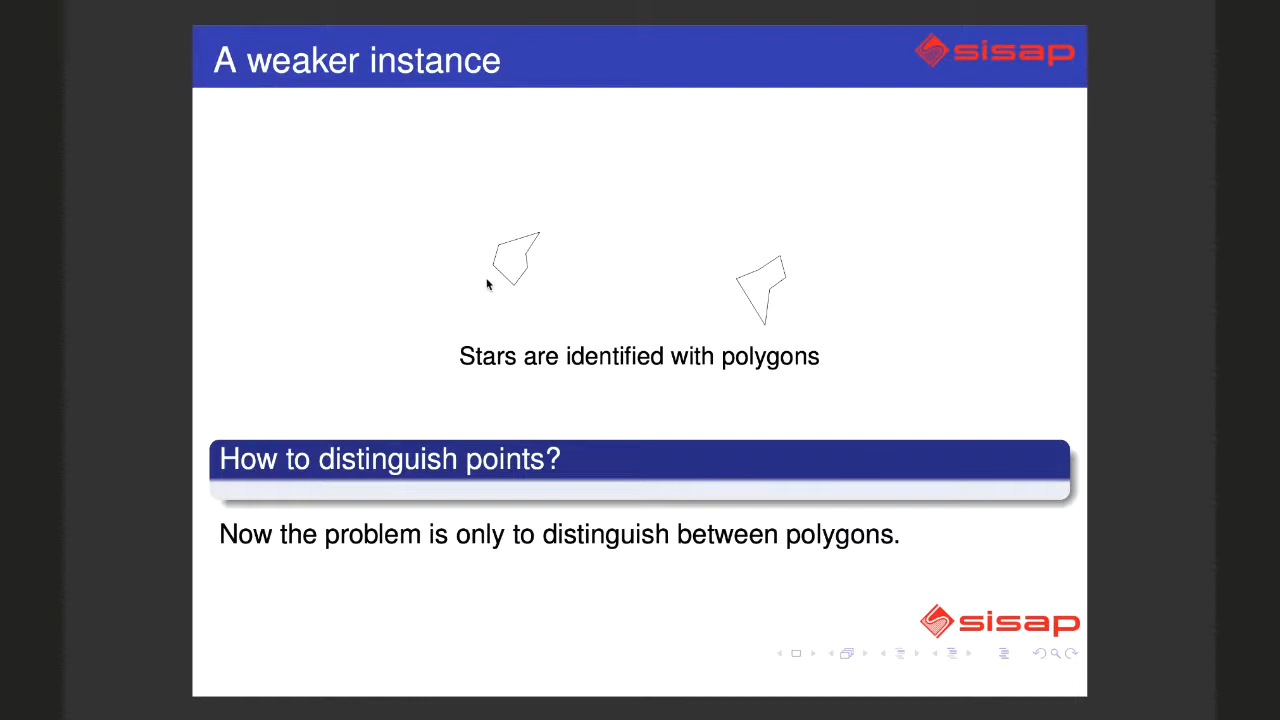 A weaker instance
sisap
Stars are identified with polygons
How to distinguish points?
Now the problem is only to distinguish between polygons.
sisap